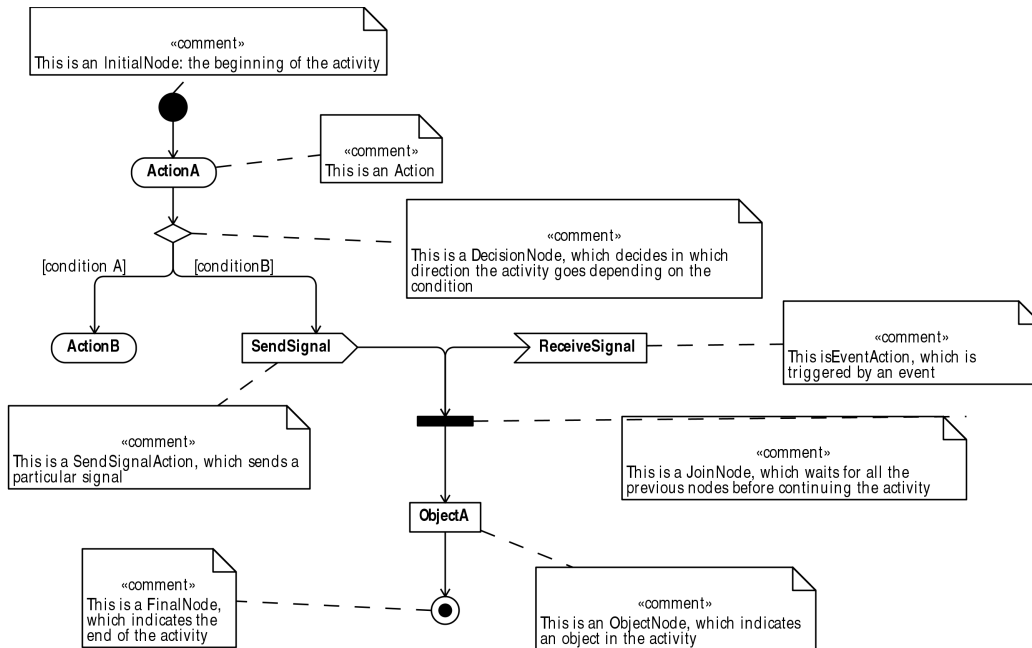 «comment»
This is an InitialNode: the beginning of the activity
«comment»
This is an Action
ActionA
«comment»
This is a DecisionNode, which decides in which
direction the activity goes depending on the
condition
[condition A]
[conditionB]
ActionB
SendSignal
ReceiveSignal
«comment»
This isEventAction, which is
triggered by an event
«comment»
This is a SendSignalAction, which sends a
particular signal
«comment»
This is a JoinNode, which waits for all the
previous nodes before continuing the activity
ObjectA
«comment»
This is a FinalNode,
which indicates the
end of the activity
«comment»
This is an ObjectNode, which indicates
an object in the activity